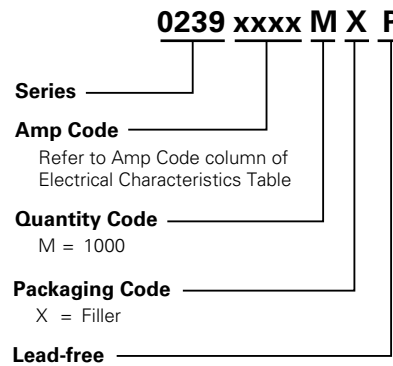 0239 xxxx M X P
Series
Amp Code
Refer to Amp Code column of
Electrical Characteristics Table
Quantity Code
M = 1000
Packaging Code
X = Filler
Lead-free